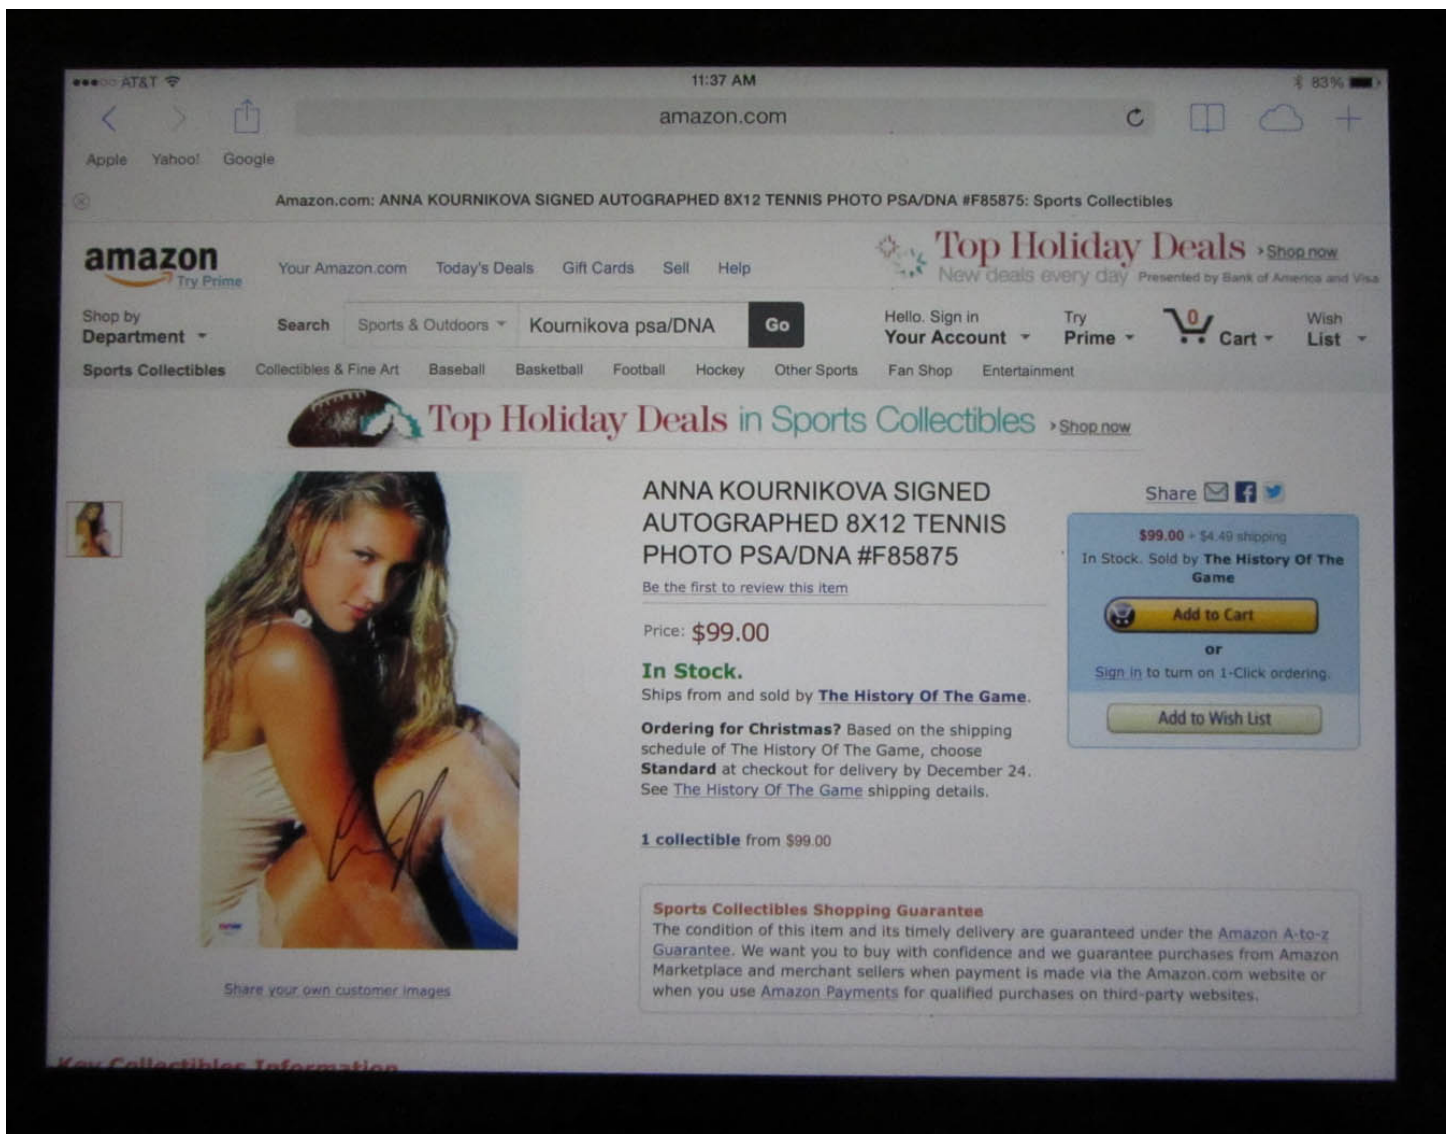 AT&T 11:37 AM 83%
amazon.com
Apple Yahoo! Google
Amazon.com: ANNA KOURNIKOVA SIGNED AUTOGRAPHED 8X12 TENNIS PHOTO PSA/DNA #F85875: Sports Collectibles
amazon
Try Prime
Your Amazon.com Today's Deals Gift Cards Sell Help
Top Holiday Deals › Shop now
New deals every day Presented by Bank of America and Visa
Shop by
Department
Search Sports & Outdoors Kournikova psa/DNA Go
Hello. Sign in
Your Account
Try
Prime
0
Cart
Wish
List
Sports Collectibles Collectibles & Fine Art Baseball Basketball Football Hockey Other Sports Fan Shop Entertainment
Top Holiday Deals in Sports Collectibles › Shop now
ANNA KOURNIKOVA SIGNED
AUTOGRAPHED 8X12 TENNIS
PHOTO PSA/DNA #F85875
Be the first to review this item
Price: $99.00
In Stock.
Ships from and sold by The History Of The Game.
Ordering for Christmas? Based on the shipping
schedule of The History Of The Game, choose
Standard at checkout for delivery by December 24.
See The History Of The Game shipping details.
1 collectible from $99.00
Share
$99.00 + $4.49 shipping
In Stock. Sold by The History Of The
Game
Add to Cart
or
Sign in to turn on 1-Click ordering.
Add to Wish List
Share your own customer images
Sports Collectibles Shopping Guarantee
The condition of this item and its timely delivery are guaranteed under the Amazon A-to-z
Guarantee. We want you to buy with confidence and we guarantee purchases from Amazon
Marketplace and merchant sellers when payment is made via the Amazon.com website or
when you use Amazon Payments for qualified purchases on third-party websites.
Key Collectibles Information